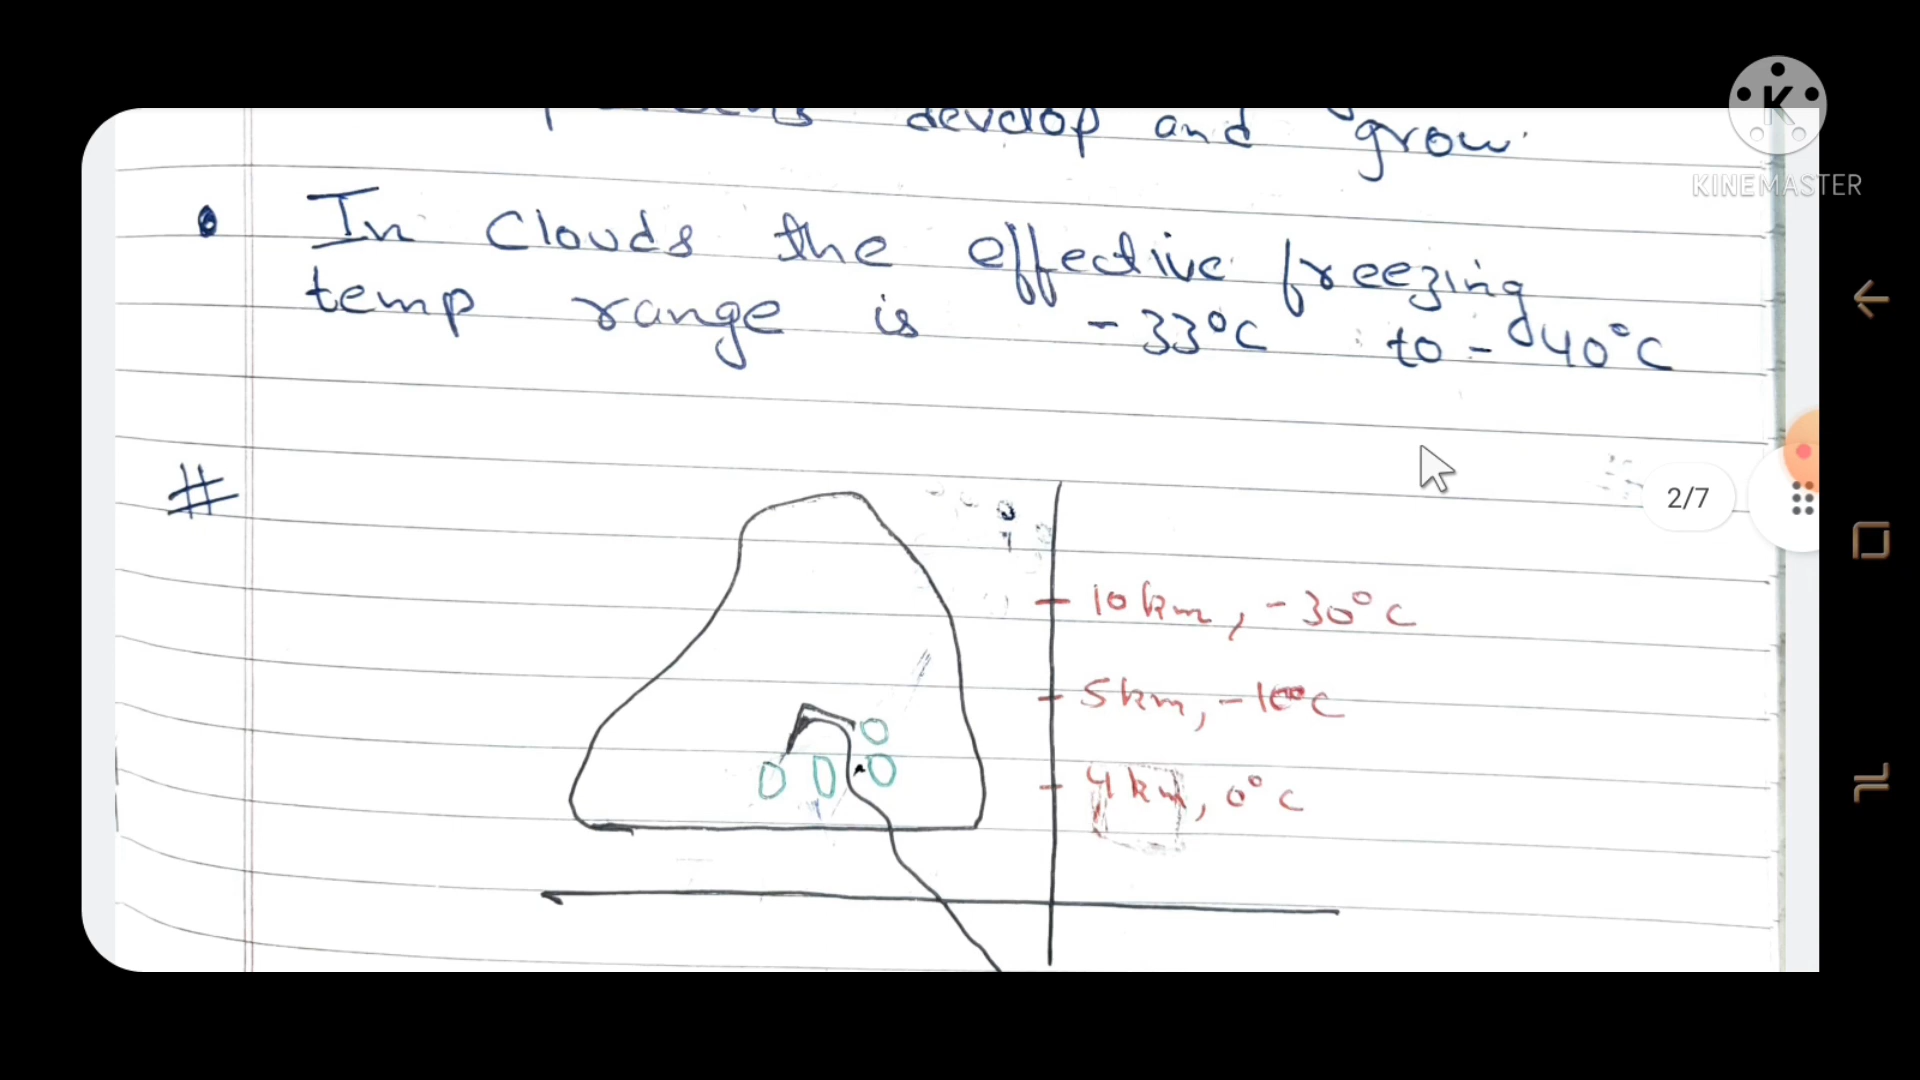 develop and grow.
K
KINEMASTER
• In Clouds the effective freezing
temp range is -33°C to -40°C
#
2/7
10 km, -30°C
5 km, -10°C
4 km, 0°C